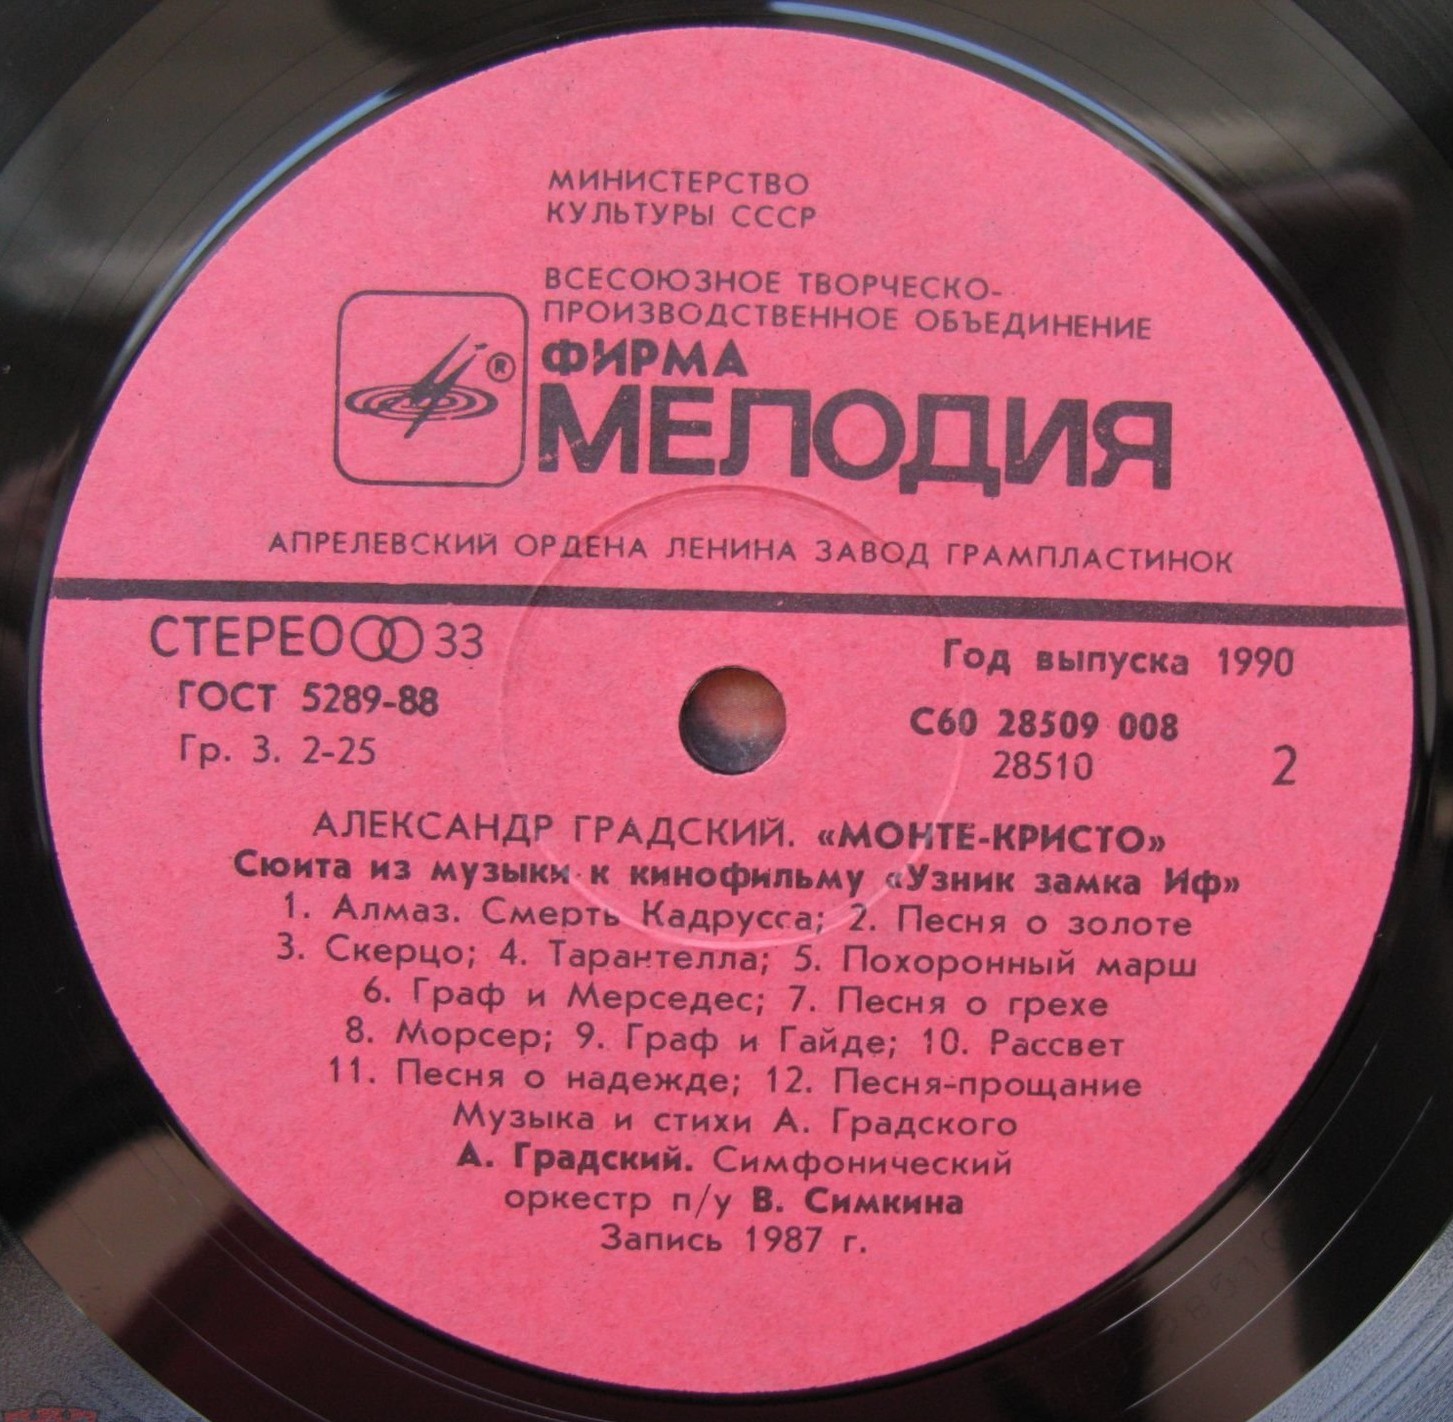 МИНИСТЕРСТВО
КУЛЬТУРЫ СССР
ВСЕСОЮЗНОЕ ТВОРЧЕСКО-
ПРОИЗВОДСТВЕННОЕ ОБЪЕДИНЕНИЕ
®
ФИРМА
МЕЛОДИЯ
АПРЕЛЕВСКИЙ ОРДЕНА ЛЕНИНА ЗАВОД ГРАМПЛАСТИНОК
СТЕРЕО 33
Год выпуска 1990
ГОСТ 5289-88
С60 28509 008
Гр. 3. 2-25
28510
2
АЛЕКСАНДР ГРАДСКИЙ. «МОНТЕ-КРИСТО»
Сюита из музыки к кинофильму «Узник замка Иф»
1. Алмаз. Смерть Кадрусса; 2. Песня о золоте
3. Скерцо; 4. Тарантелла; 5. Похоронный марш
6. Граф и Мерседес; 7. Песня о грехе
8. Морсер; 9. Граф и Гайде; 10. Рассвет
11. Песня о надежде; 12. Песня-прощание
Музыка и стихи А. Градского
А. Градский. Симфонический
оркестр п/у В. Симкина
Запись 1987 г.